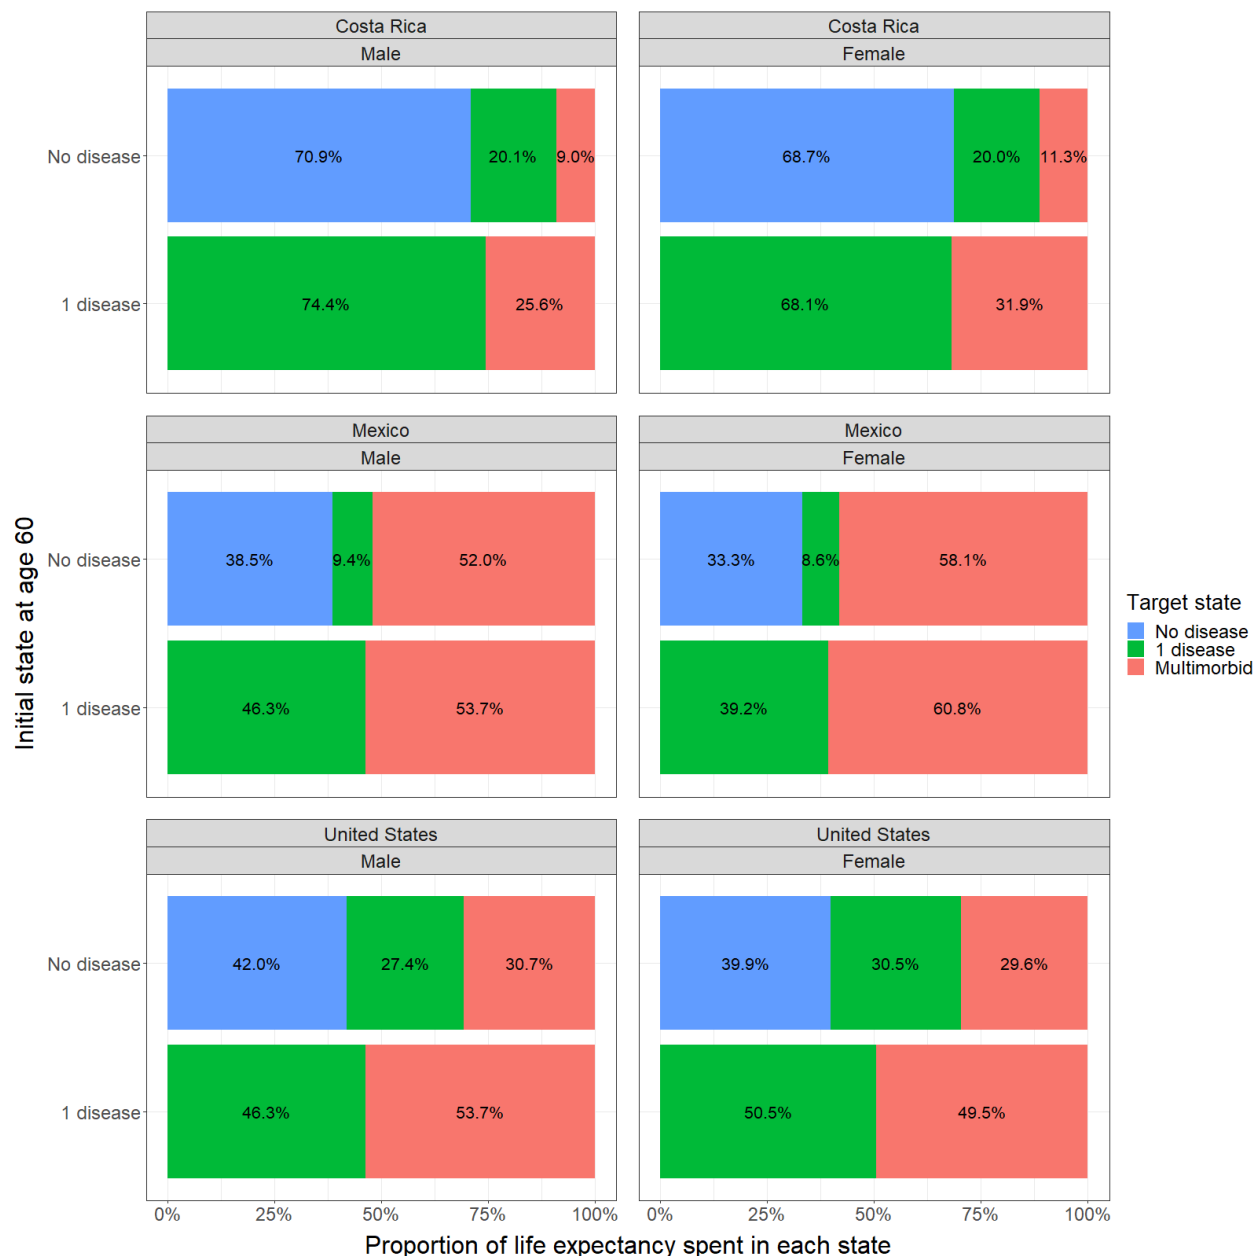 Costa Rica
Male
Costa Rica
Female
No disease
70.9%
20.1%
9.0%
68.7%
20.0%
11.3%
1 disease
74.4%
25.6%
68.1%
31.9%
Mexico
Male
Mexico
Female
Initial state at age 60
No disease
38.5%
9.4%
52.0%
33.3%
8.6%
58.1%
1 disease
46.3%
53.7%
39.2%
60.8%
Target state
No disease
1 disease
Multimorbid
United States
Male
United States
Female
No disease
42.0%
27.4%
30.7%
39.9%
30.5%
29.6%
1 disease
46.3%
53.7%
50.5%
49.5%
0%
25%
50%
75%
100%
0%
25%
50%
75%
100%
Proportion of life expectancy spent in each state